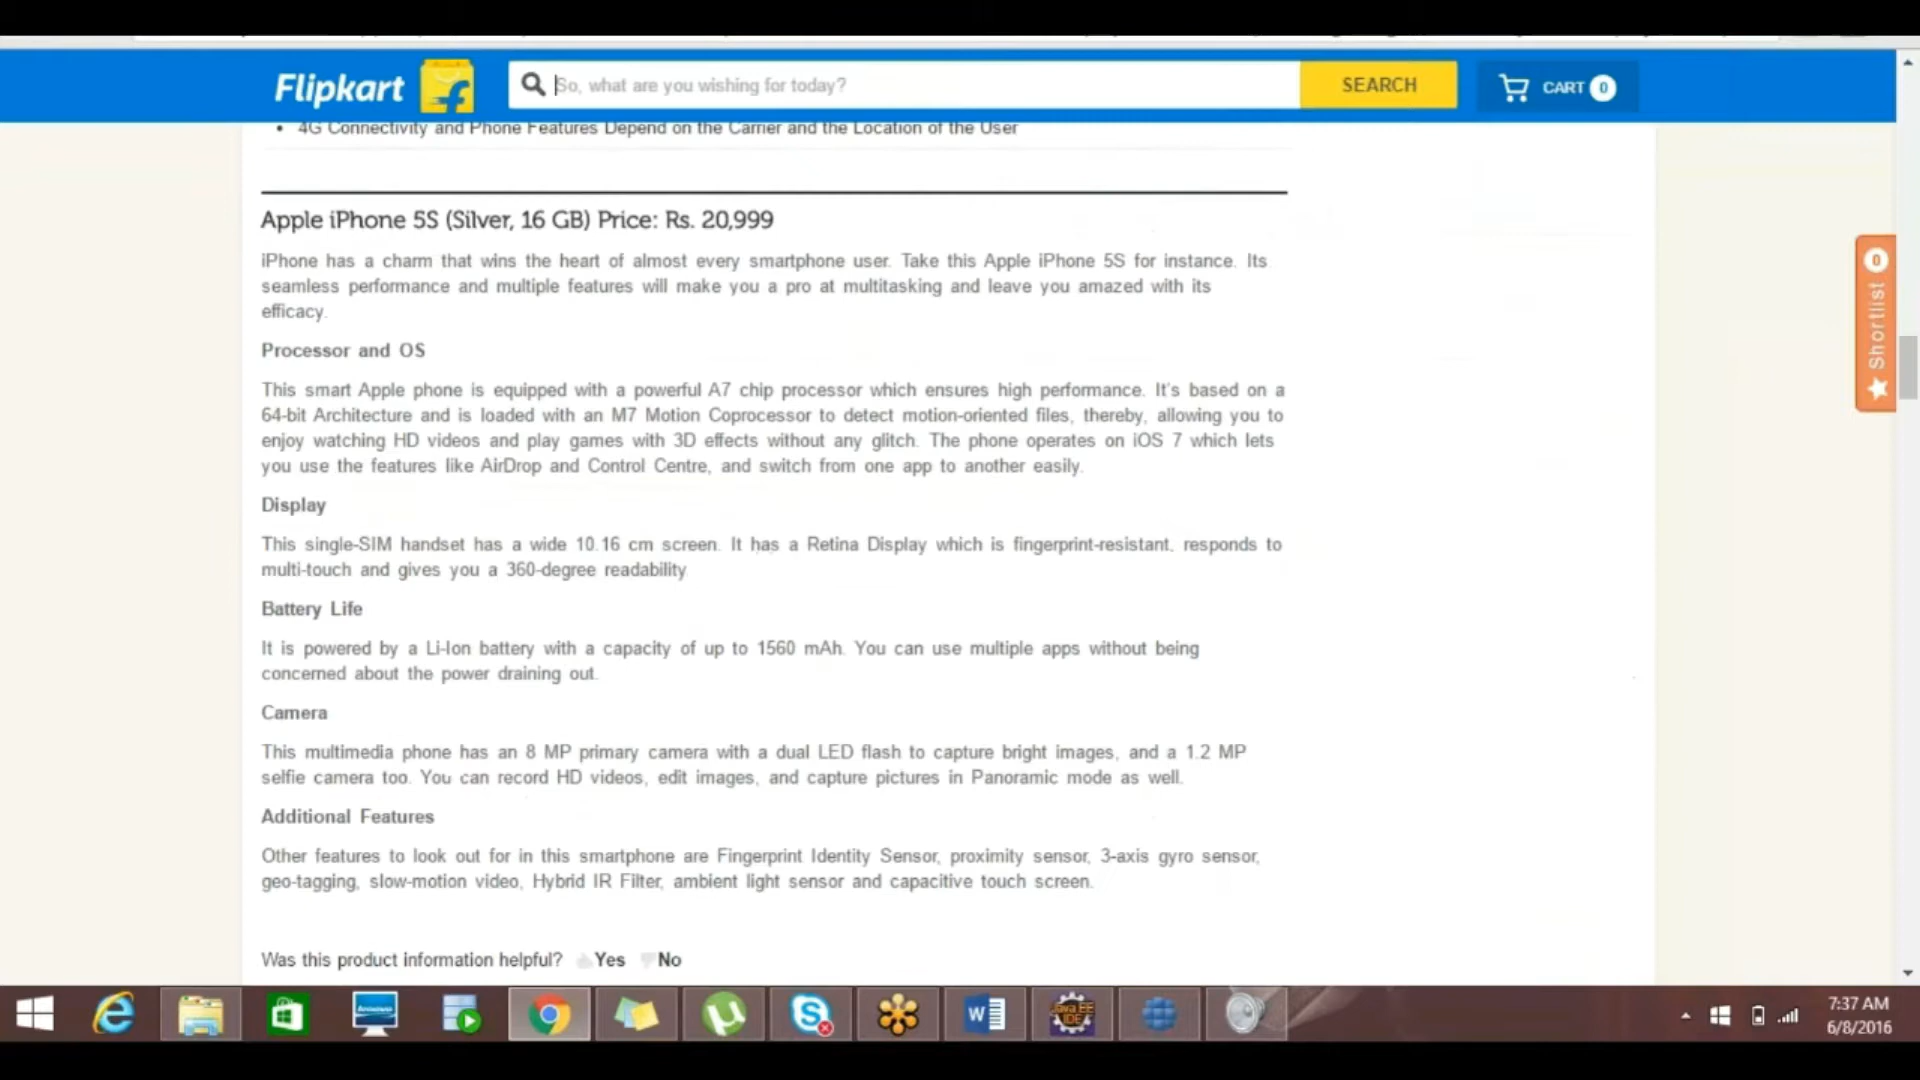 Flipkart
So, what are you wishing for today?
SEARCH
CART 0
4G Connectivity and Phone Features Depend on the Carrier and the Location of the User
Apple iPhone 5S (Silver, 16 GB) Price: Rs. 20,999
iPhone has a charm that wins the heart of almost every smartphone user. Take this Apple iPhone 5S for instance. Its
seamless performance and multiple features will make you a pro at multitasking and leave you amazed with its
efficacy.
Processor and OS
This smart Apple phone is equipped with a powerful A7 chip processor which ensures high performance. It's based on a
64-bit Architecture and is loaded with an M7 Motion Coprocessor to detect motion-oriented files, thereby, allowing you to
enjoy watching HD videos and play games with 3D effects without any glitch. The phone operates on iOS 7 which lets
you use the features like AirDrop and Control Centre, and switch from one app to another easily.
Display
This single-SIM handset has a wide 10.16 cm screen. It has a Retina Display which is fingerprint-resistant, responds to
multi-touch and gives you a 360-degree readability
Battery Life
It is powered by a Li-Ion battery with a capacity of up to 1560 mAh. You can use multiple apps without being
concerned about the power draining out.
Camera
This multimedia phone has an 8 MP primary camera with a dual LED flash to capture bright images, and a 1.2 MP
selfie camera too. You can record HD videos, edit images, and capture pictures in Panoramic mode as well.
Additional Features
Other features to look out for in this smartphone are Fingerprint Identity Sensor, proximity sensor, 3-axis gyro sensor,
geo-tagging, slow-motion video, Hybrid IR Filter, ambient light sensor and capacitive touch screen.
Was this product information helpful? Yes No
0
Shortlist
Java EE
IDE
7:37 AM
6/8/2016